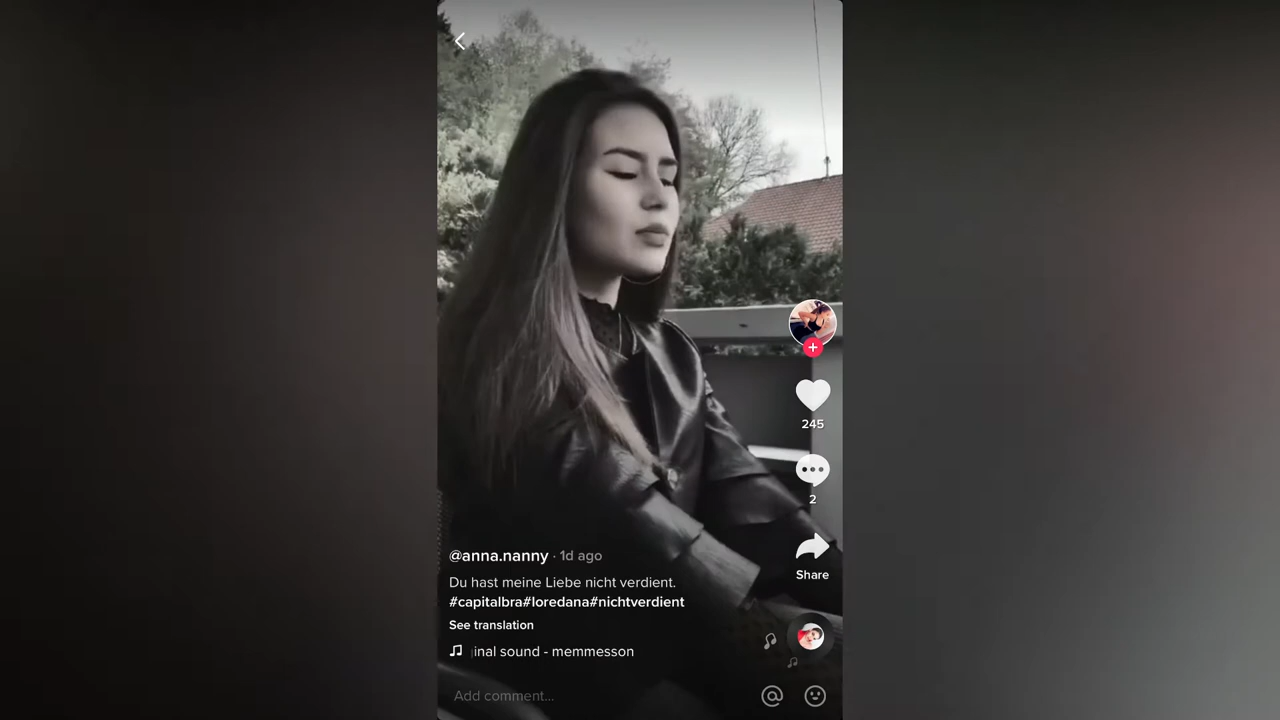 245
2
Share
@anna.nanny · 1d ago
Du hast meine Liebe nicht verdient.
#capitalbra#loredana#nichtverdient
See translation
inal sound - memmesson
Add comment...